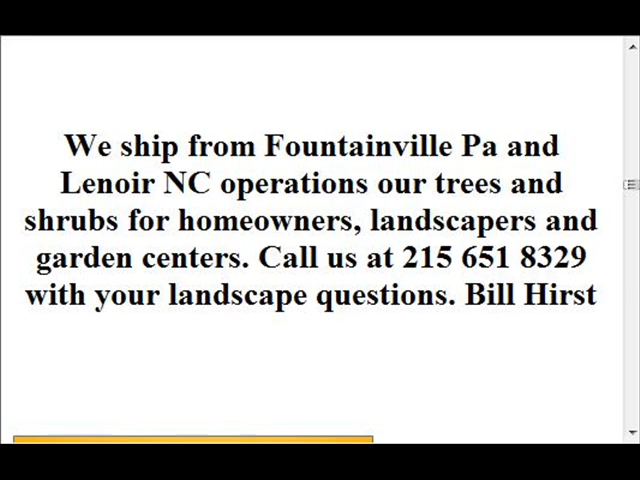 We ship from Fountainville Pa and
Lenoir NC operations our trees and
shrubs for homeowners, landscapers and
garden centers. Call us at 215 651 8329
with your landscape questions. Bill Hirst